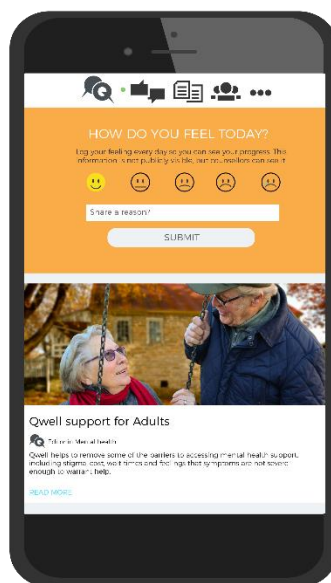 HOW DO YOU FEEL TODAY?
Log your feeling every day so you can see your progress. This
information is not publicly visible, but counsellors can see it
Share a reason?
SUBMIT
Qwell support for Adults
in Mental health
Qwell helps to remove some of the barriers to accessing mental health support,
including stigma, cost, wait times and feelings that symptoms are not severe
enough to warrant help.
READ MORE